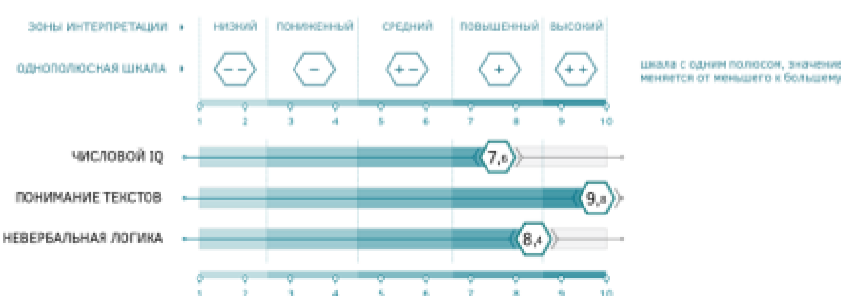 ЗОНЫ ИНТЕРПРЕТАЦИИ НИЗКИЙ ПОНИЖЕННЫЙ СРЕДНИЙ ПОВЫШЕННЫЙ ВЫСОКИЙ
ОДНОПОЛЮСНАЯ ШКАЛА -- - +- + ++
шкала с одним полюсом, значение
меняется от меньшего к большему
1 2 3 4 5 6 7 8 9 10
ЧИСЛОВОЙ IQ 7,6
ПОНИМАНИЕ ТЕКСТОВ 9,8
НЕВЕРБАЛЬНАЯ ЛОГИКА 8,4
1 2 3 4 5 6 7 8 9 10